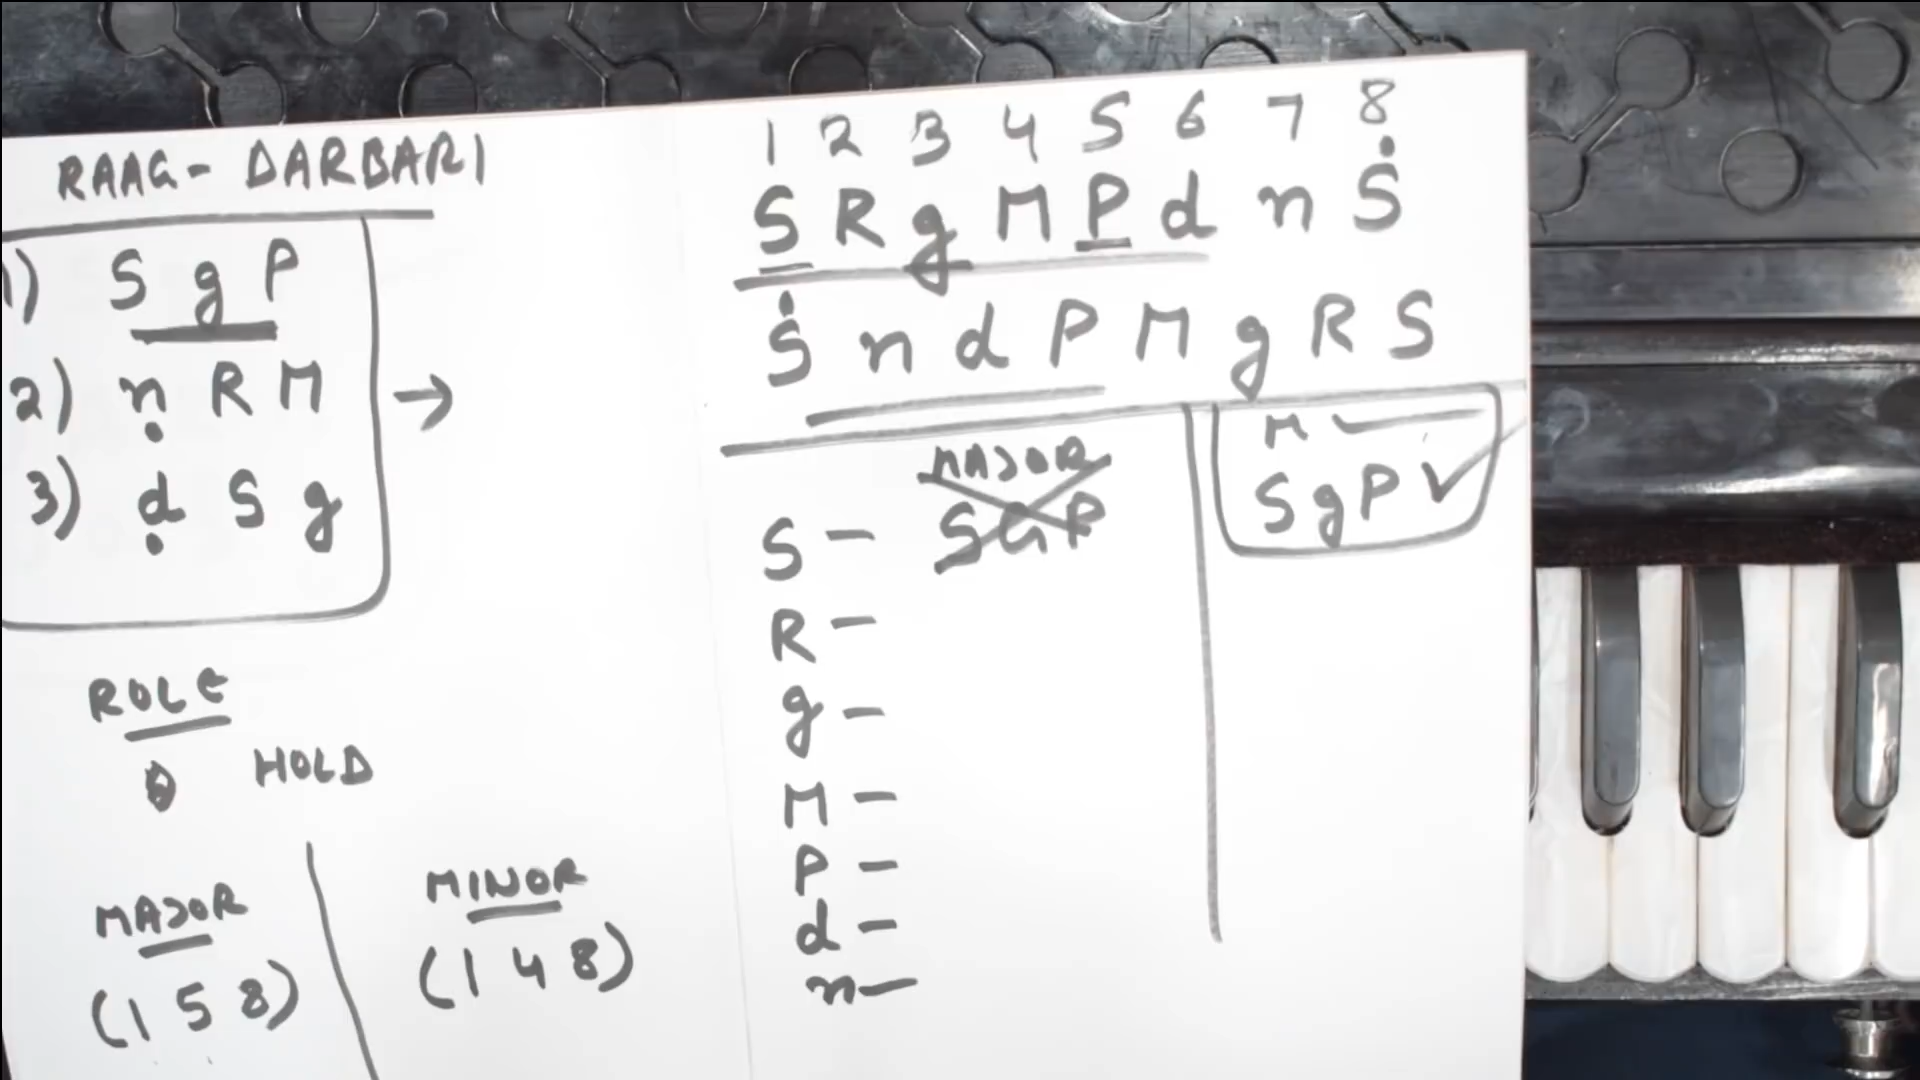 RAAG - DARBARI
1) S g P
2) ṇ R M
3) ḍ S g
→
ROLE
HOLD
MAJOR
(1 5 8)
MINOR
(1 4 8)
1 2 3 4 5 6 7 8
S R g M P d n Ṡ
Ṡ n d P M g R S
MAJOR
S - S G P
R -
g -
M -
P -
d -
n -
M
S g P ✓